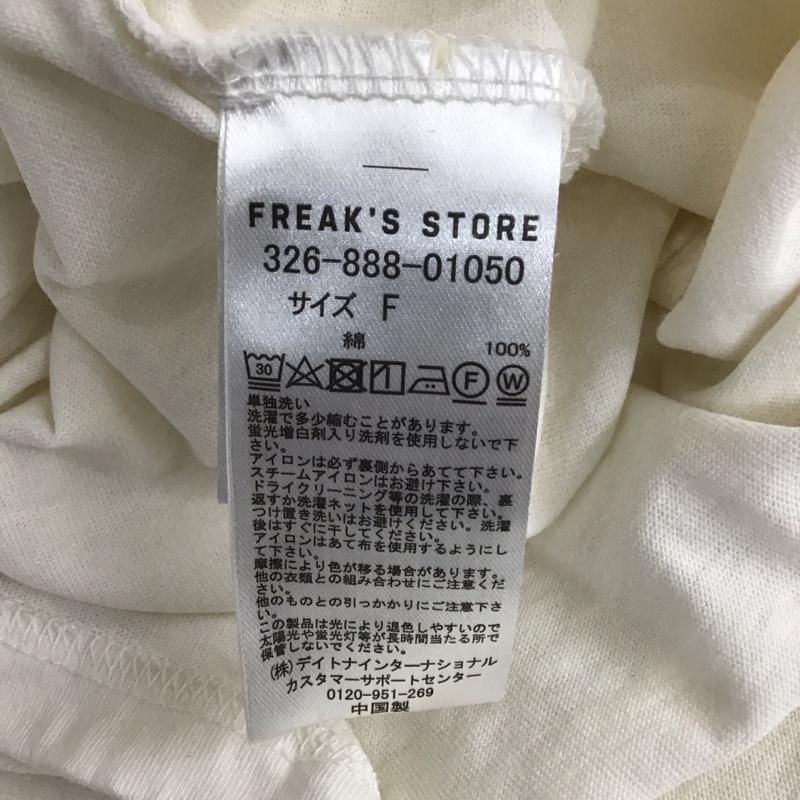 FREAK'S STORE
326-888-01050
サイズ F
綿 100%
30 F W
単独洗い
洗濯で多少縮むことがあります。
蛍光増白剤入り洗剤を使用しないで下
さい。
アイロンは必ず裏側からあてて下さい。
スチームアイロンはお避け下さい。
ドライクリーニング等の洗濯の際、裏
返すか洗濯ネットを使用して下さい。
つけ置き洗いはお避けください。洗濯
後はすぐに干してください。
アイロンはあて布を使用するようにし
て下さい。
摩擦により色が移る場合があります。
他の衣類との組み合わせにご注意くだ
さい。
他のものとの引っかかりにご注意下さ
い。
この製品は光により退色しやすいので
太陽光や蛍光灯等が長時間当たる所で
保管しないでください。
(株)デイトナインターナショナル
カスタマーサポートセンター
0120-951-269
中国製